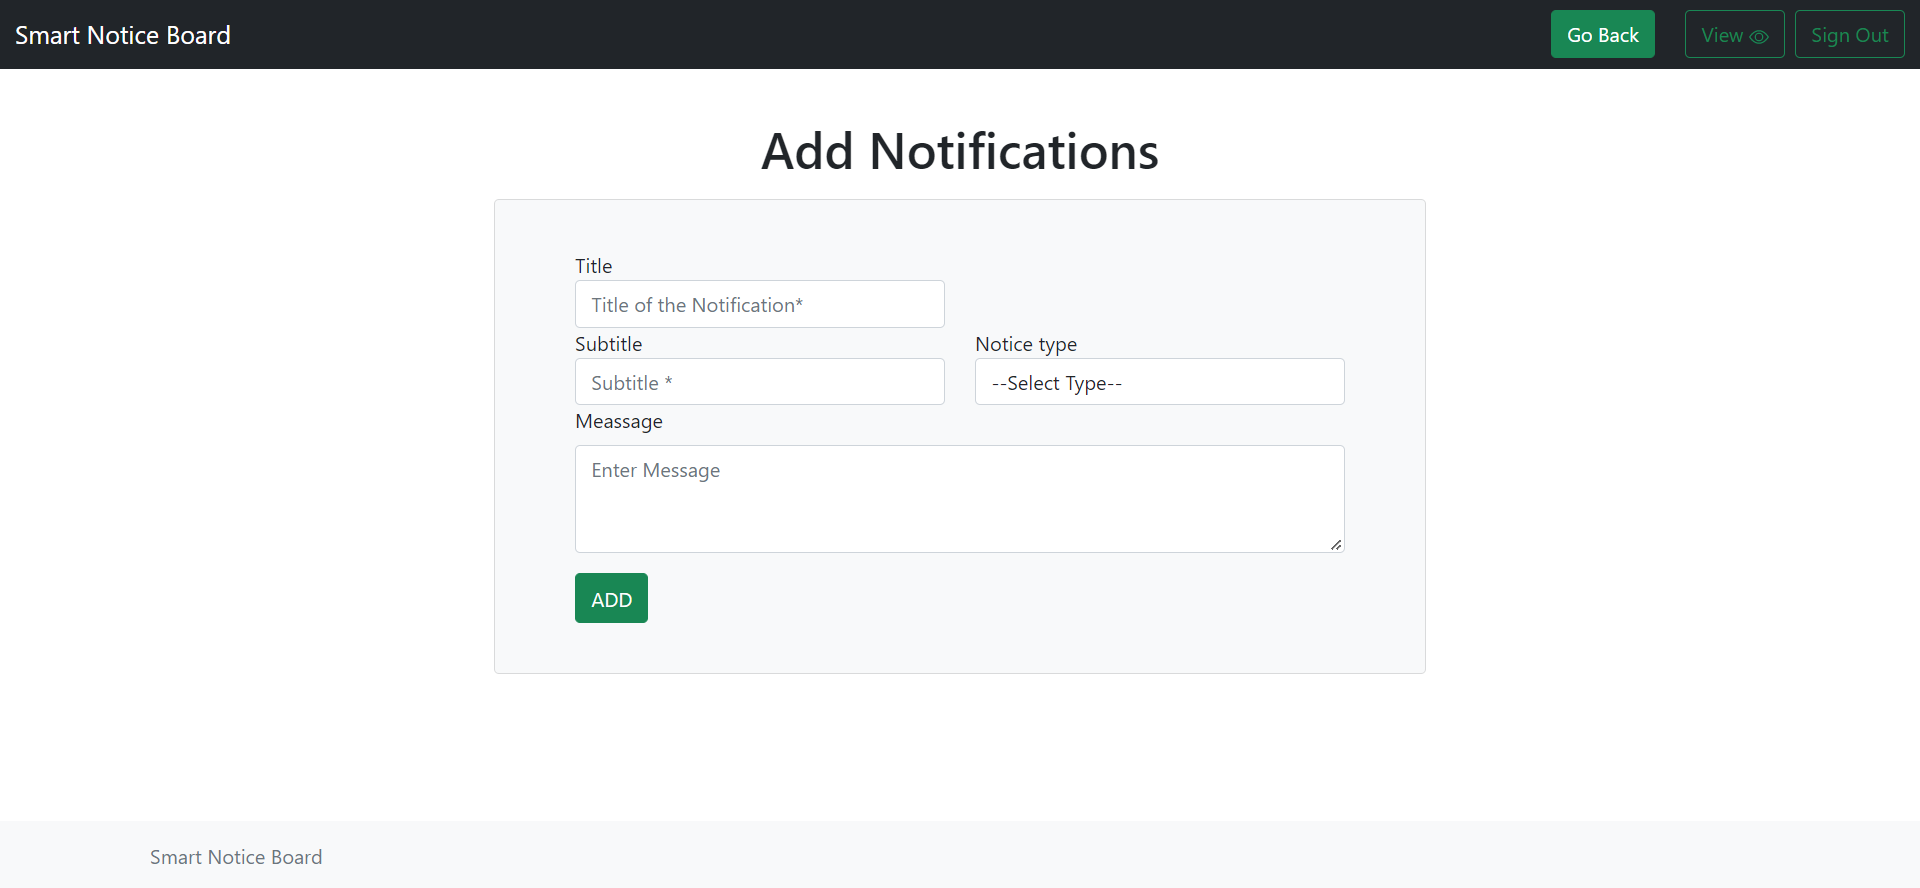 Smart Notice Board
Go Back
View
Sign Out
Add Notifications
Title
Title of the Notification*
Subtitle
Notice type
Subtitle *
--Select Type--
Meassage
Enter Message
ADD
Smart Notice Board